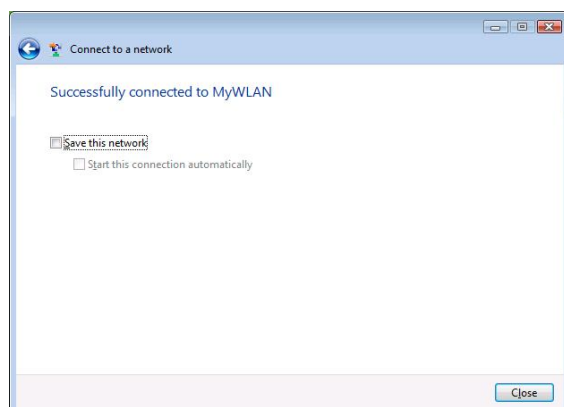 Connect to a network
Successfully connected to MyWLAN
Save this network
Start this connection automatically
Close